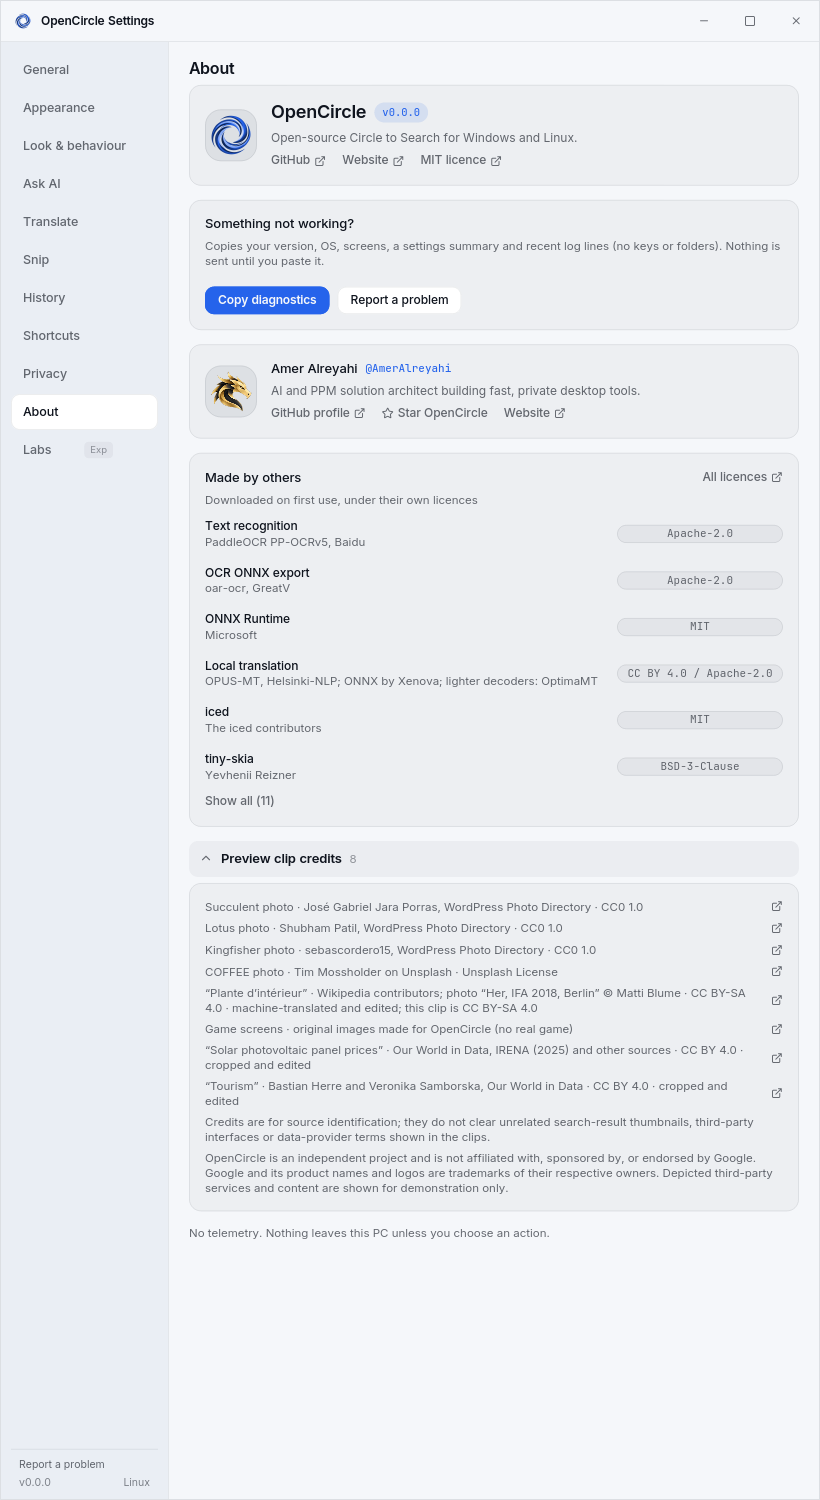 OpenCircle Settings
General
Appearance
Look & behaviour
Ask AI
Translate
Snip
History
Shortcuts
Privacy
About
Labs Exp
Report a problem
v0.0.0 Linux
About
OpenCircle v0.0.0
Open-source Circle to Search for Windows and Linux.
GitHub Website MIT licence
Something not working?
Copies your version, OS, screens, a settings summary and recent log lines (no keys or folders). Nothing is
sent until you paste it.
Copy diagnostics Report a problem
Amer Alreyahi @AmerAlreyahi
AI and PPM solution architect building fast, private desktop tools.
GitHub profile Star OpenCircle Website
Made by others All licences
Downloaded on first use, under their own licences
Text recognition
PaddleOCR PP-OCRv5, Baidu
Apache-2.0
OCR ONNX export
oar-ocr, GreatV
Apache-2.0
ONNX Runtime
Microsoft
MIT
Local translation
OPUS-MT, Helsinki-NLP; ONNX by Xenova; lighter decoders: OptimaMT
CC BY 4.0 / Apache-2.0
iced
The iced contributors
MIT
tiny-skia
Yevhenii Reizner
BSD-3-Clause
Show all (11)
Preview clip credits 8
Succulent photo · José Gabriel Jara Porras, WordPress Photo Directory · CC0 1.0
Lotus photo · Shubham Patil, WordPress Photo Directory · CC0 1.0
Kingfisher photo · sebascordero15, WordPress Photo Directory · CC0 1.0
COFFEE photo · Tim Mossholder on Unsplash · Unsplash License
“Plante d’intérieur” · Wikipedia contributors; photo “Her, IFA 2018, Berlin” © Matti Blume · CC BY-SA
4.0 · machine-translated and edited; this clip is CC BY-SA 4.0
Game screens · original images made for OpenCircle (no real game)
“Solar photovoltaic panel prices” · Our World in Data, IRENA (2025) and other sources · CC BY 4.0 ·
cropped and edited
“Tourism” · Bastian Herre and Veronika Samborska, Our World in Data · CC BY 4.0 · cropped and
edited
Credits are for source identification; they do not clear unrelated search-result thumbnails, third-party
interfaces or data-provider terms shown in the clips.
OpenCircle is an independent project and is not affiliated with, sponsored by, or endorsed by Google.
Google and its product names and logos are trademarks of their respective owners. Depicted third-party
services and content are shown for demonstration only.
No telemetry. Nothing leaves this PC unless you choose an action.